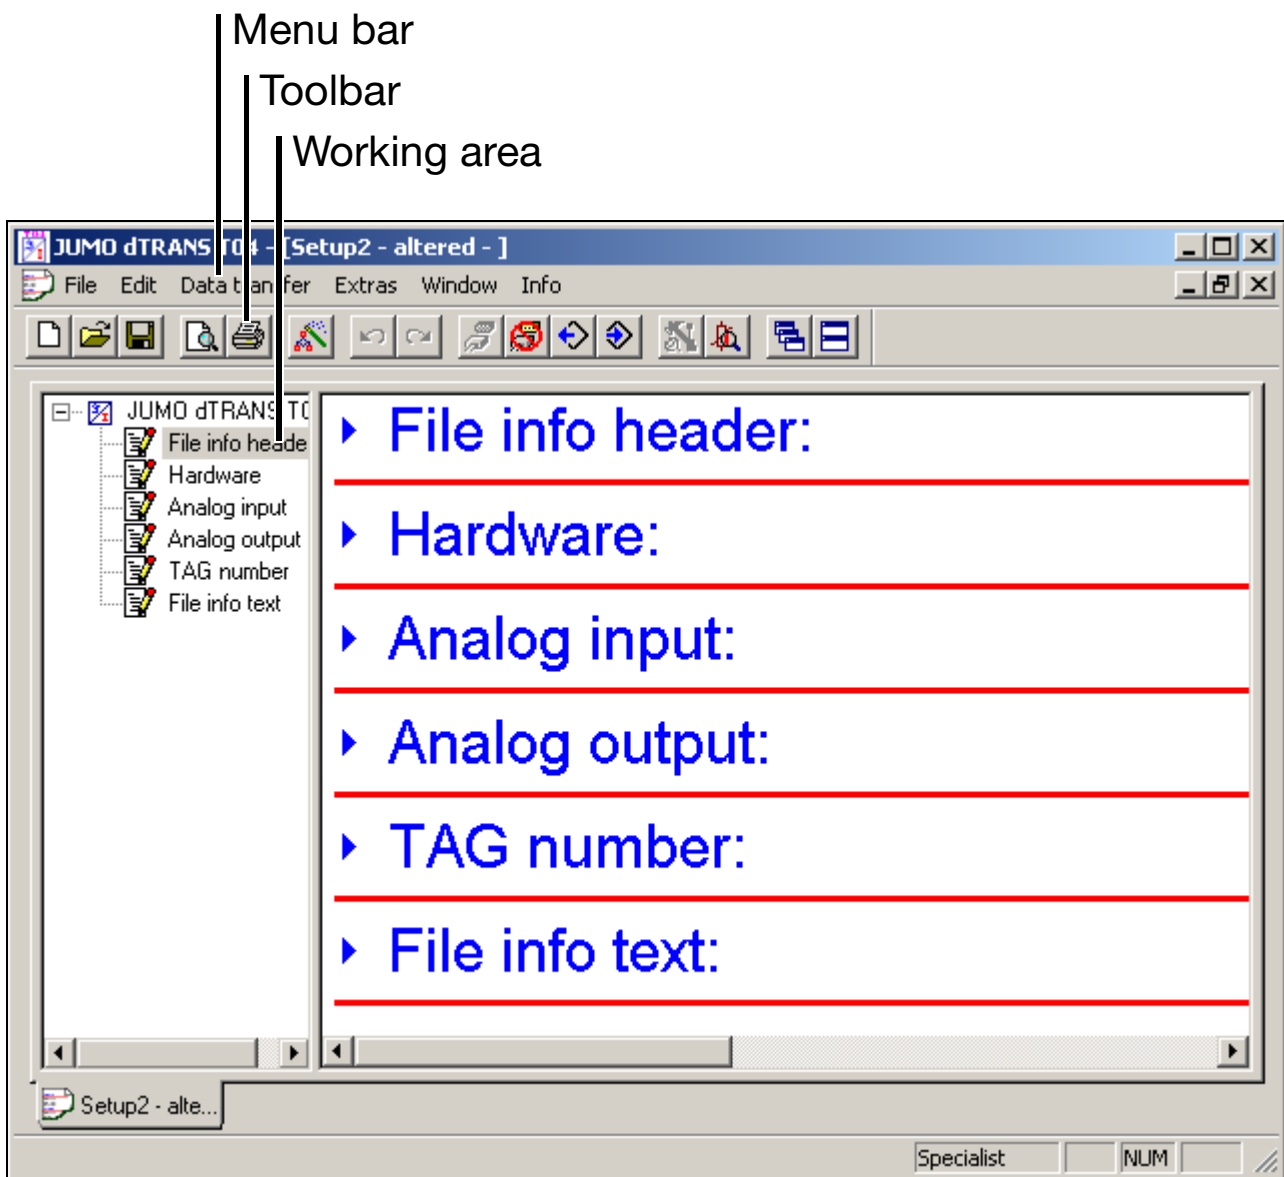 Menu bar
Toolbar
Working area
JUMO dTRANS T04 - [Setup2 - altered - ]
File Edit Data transfer Extras Window Info
JUMO dTRANS T0
File info heade
Hardware
Analog input
Analog output
TAG number
File info text
File info header:
Hardware:
Analog input:
Analog output:
TAG number:
File info text:
Setup2 - alte...
Specialist NUM